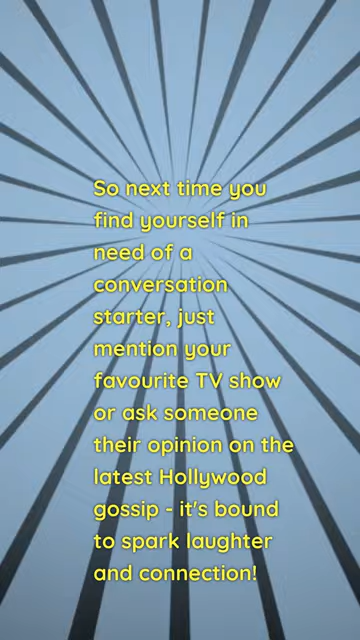 So next time you
find yourself in
need of a
conversation
starter, just
mention your
favourite TV show
or ask someone
their opinion on the
latest Hollywood
gossip - it's bound
to spark laughter
and connection!